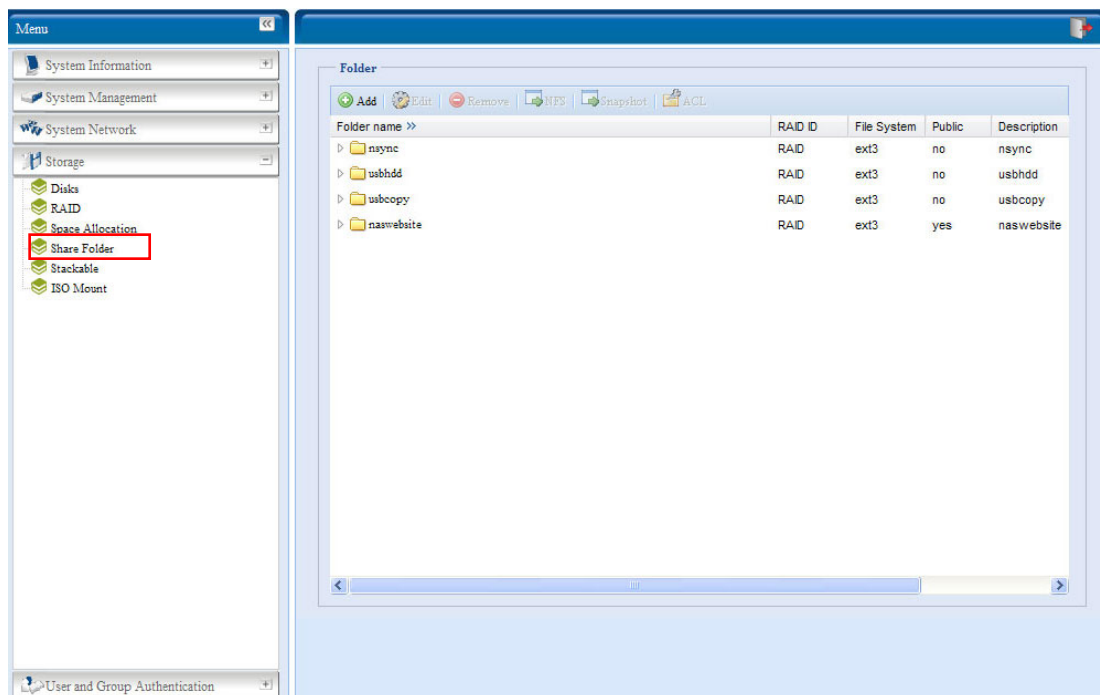 Menu
System Information
System Management
System Network
Storage
Disks
RAID
Space Allocation
Share Folder
Stackable
ISO Mount
User and Group Authentication
Folder
Add Edit Remove NFS Snapshot ACL
Folder name » RAID ID File System Public Description
nsync RAID ext3 no nsync
usbhdd RAID ext3 no usbhdd
usbcopy RAID ext3 no usbcopy
naswebsite RAID ext3 yes naswebsite